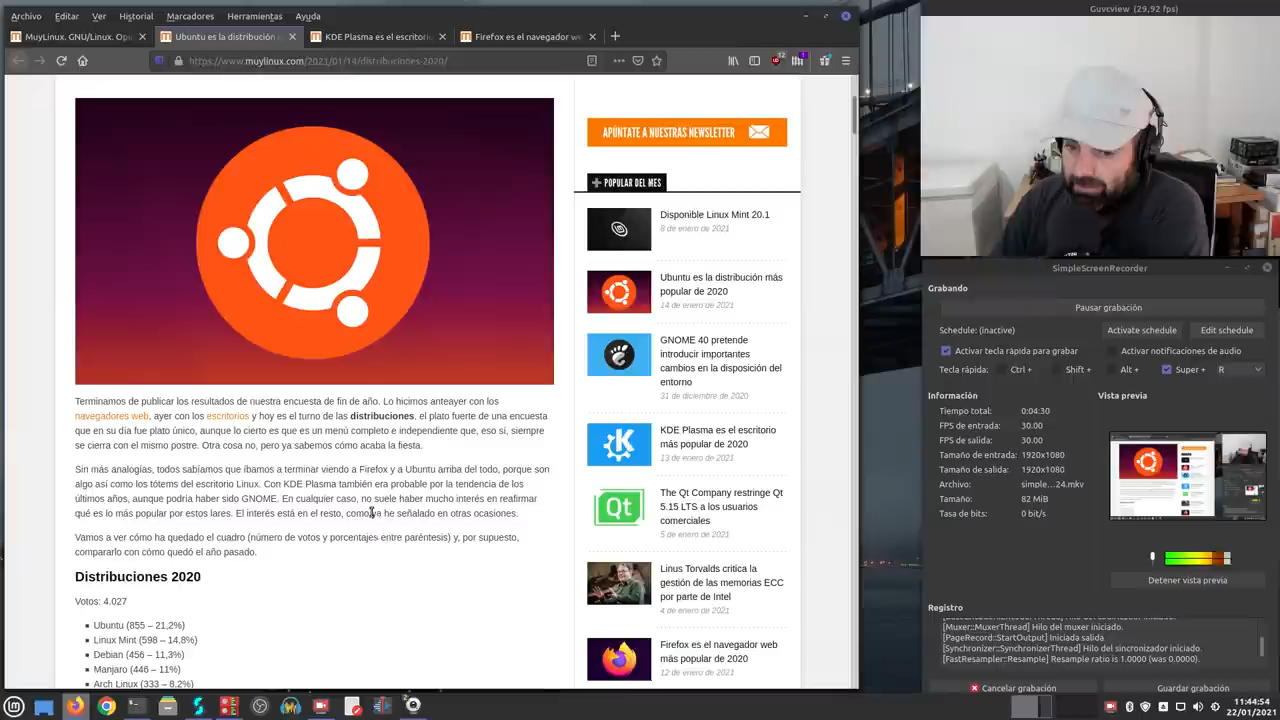 Archivo Editar Ver Historial Marcadores Herramientas Ayuda
MuyLinux. GNU/Linux. Opu
Ubuntu es la distribución
KDE Plasma es el escritorio
Firefox es el navegador we
https://www.muylinux.com/2021/01/14/distribuciones-2020/
Terminamos de publicar los resultados de nuestra encuesta de fin de año. Lo hicimos anteayer con los
navegadores web, ayer con los escritorios y hoy es el turno de las distribuciones, el plato fuerte de una encuesta
que en su día fue plato único, aunque lo cierto es que es un menú completo e independiente que, eso sí, siempre
se cierra con el mismo postre. Otra cosa no, pero ya sabemos cómo acaba la fiesta.
Sin más analogías, todos sabíamos que íbamos a terminar viendo a Firefox y a Ubuntu arriba del todo, porque son
algo así como los tótems del escritorio Linux. Con KDE Plasma también era probable por la tendencia de los
últimos años, aunque podría haber sido GNOME. En cualquier caso, no suele haber mucho interés en reafirmar
qué es lo más popular por estos lares. El interés está en el resto, como ya he señalado en otras ocasiones.
Vamos a ver cómo ha quedado el cuadro (número de votos y porcentajes entre paréntesis) y, por supuesto,
compararlo con cómo quedó el año pasado.
Distribuciones 2020
Votos: 4.027
Ubuntu (855 – 21,2%)
Linux Mint (598 – 14,8%)
Debian (456 – 11,3%)
Manjaro (446 – 11%)
Arch Linux (333 – 8.2%)
APÚNTATE A NUESTRAS NEWSLETTER
POPULAR DEL MES
Disponible Linux Mint 20.1
8 de enero de 2021
Ubuntu es la distribución más
popular de 2020
14 de enero de 2021
GNOME 40 pretende
introducir importantes
cambios en la disposición del
entorno
31 de diciembre de 2020
KDE Plasma es el escritorio
más popular de 2020
13 de enero de 2021
The Qt Company restringe Qt
5.15 LTS a los usuarios
comerciales
5 de enero de 2021
Linus Torvalds critica la
gestión de las memorias ECC
por parte de Intel
4 de enero de 2021
Firefox es el navegador web
más popular de 2020
12 de enero de 2021
Guvcview (29,92 fps)
SimpleScreenRecorder
Grabando
Pausar grabación
Schedule: (inactive)
Activate schedule
Edit schedule
Activar tecla rápida para grabar
Activar notificaciones de audio
Tecla rápida: Ctrl + Shift + Alt + Super + R
Información
Vista previa
Tiempo total: 0:04:30
FPS de entrada: 30.00
FPS de salida: 30.00
Tamaño de entrada: 1920x1080
Tamaño de salida: 1920x1080
Archivo: simple...24.mkv
Tamaño: 82 MiB
Tasa de bits: 0 bit/s
Detener vista previa
Registro
[Muxer::MuxerThread] Hilo del muxer iniciado.
[PageRecord::StartOutput] Iniciada salida
[Synchronizer::SynchronizerThread] Hilo del sincronizador iniciado.
[FastResampler::Resample] Resample ratio is 1.0000 (was 0.0000).
Cancelar grabación
Guardar grabación
11:44:54
22/01/2021